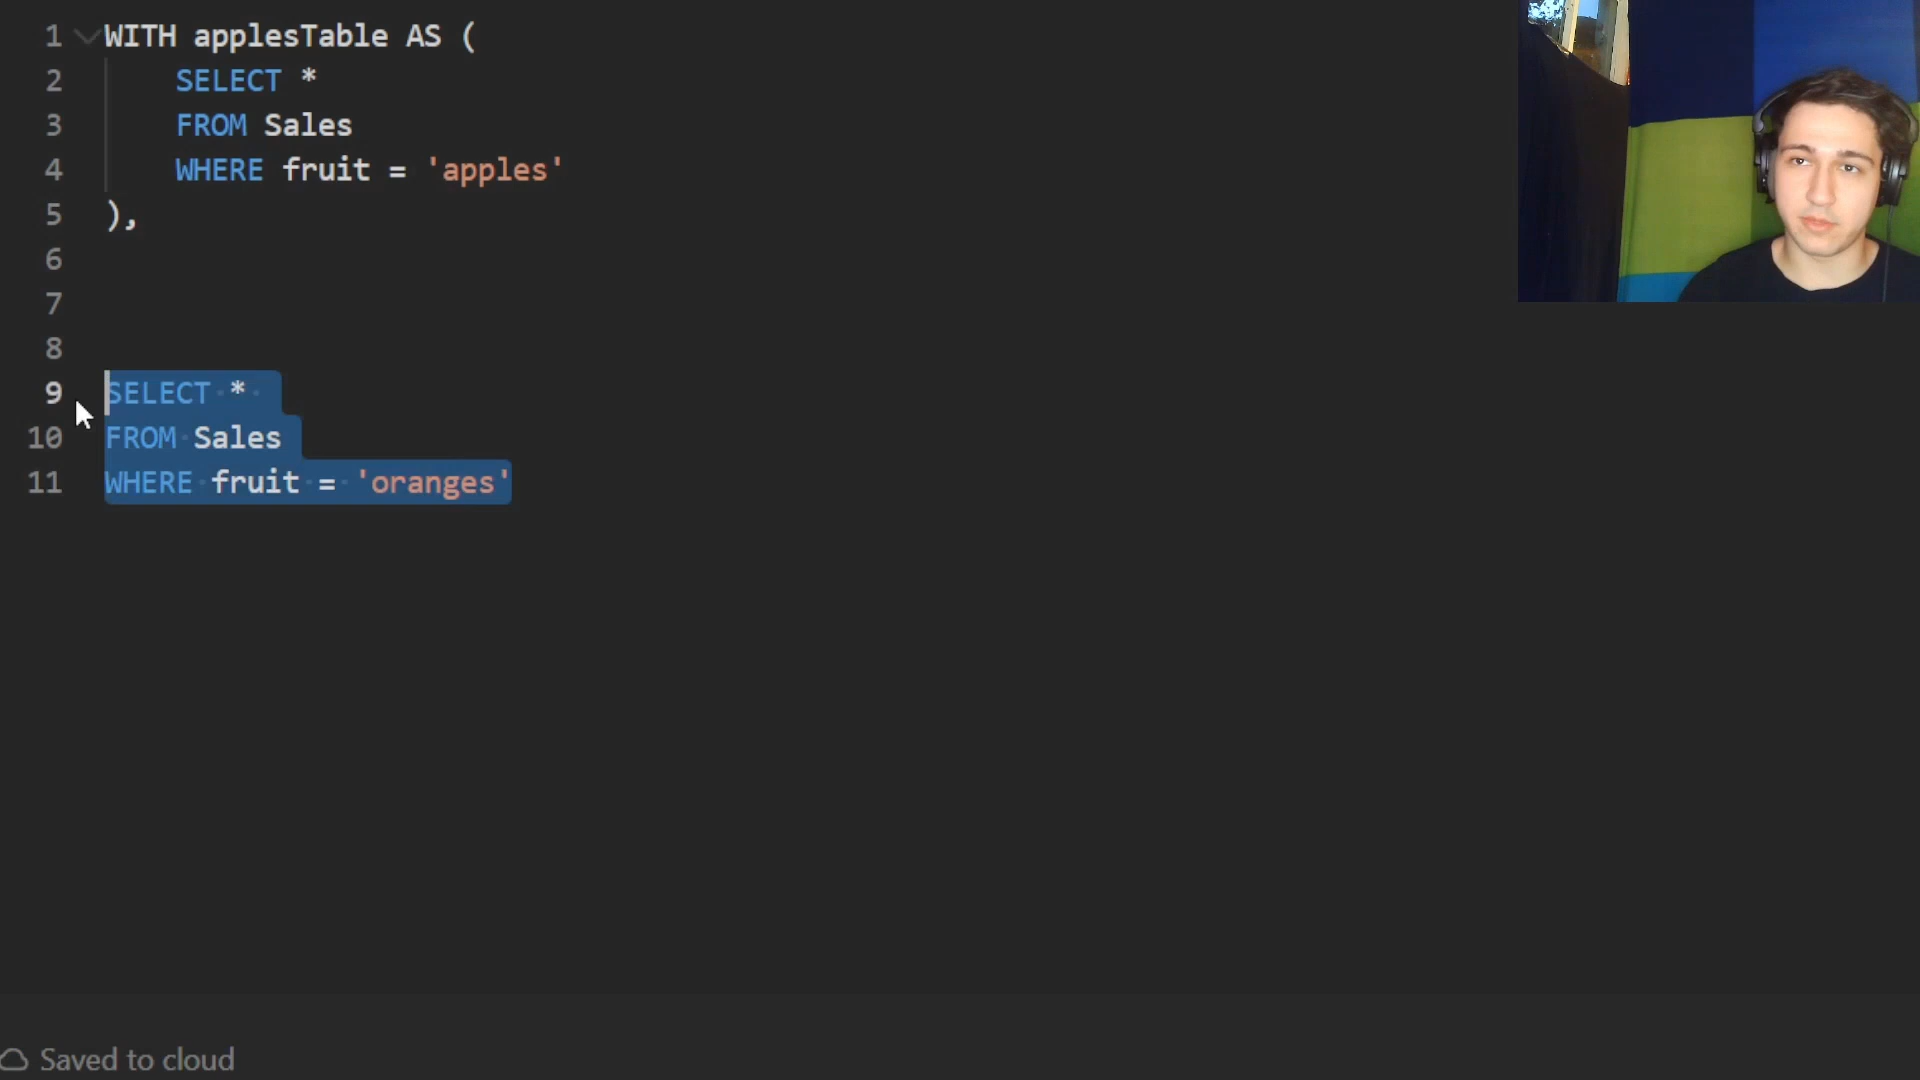 1 WITH applesTable AS (
2 SELECT *
3 FROM Sales
4 WHERE fruit = 'apples'
5 ),
6
7
8
9 SELECT *
10 FROM Sales
11 WHERE fruit = 'oranges'
Saved to cloud